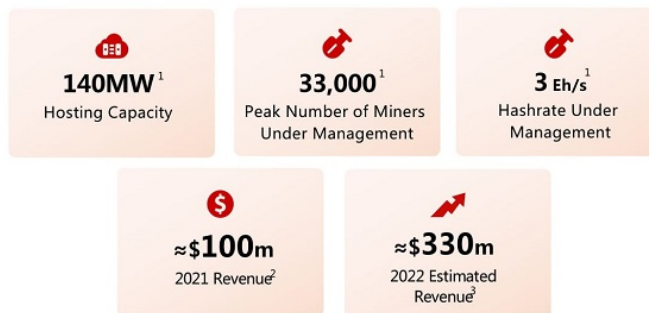 140MW¹
Hosting Capacity
33,000¹
Peak Number of Miners
Under Management
3 Eh/s¹
Hashrate Under
Management
≈$100m
2021 Revenue²
≈$330m
2022 Estimated
Revenue³